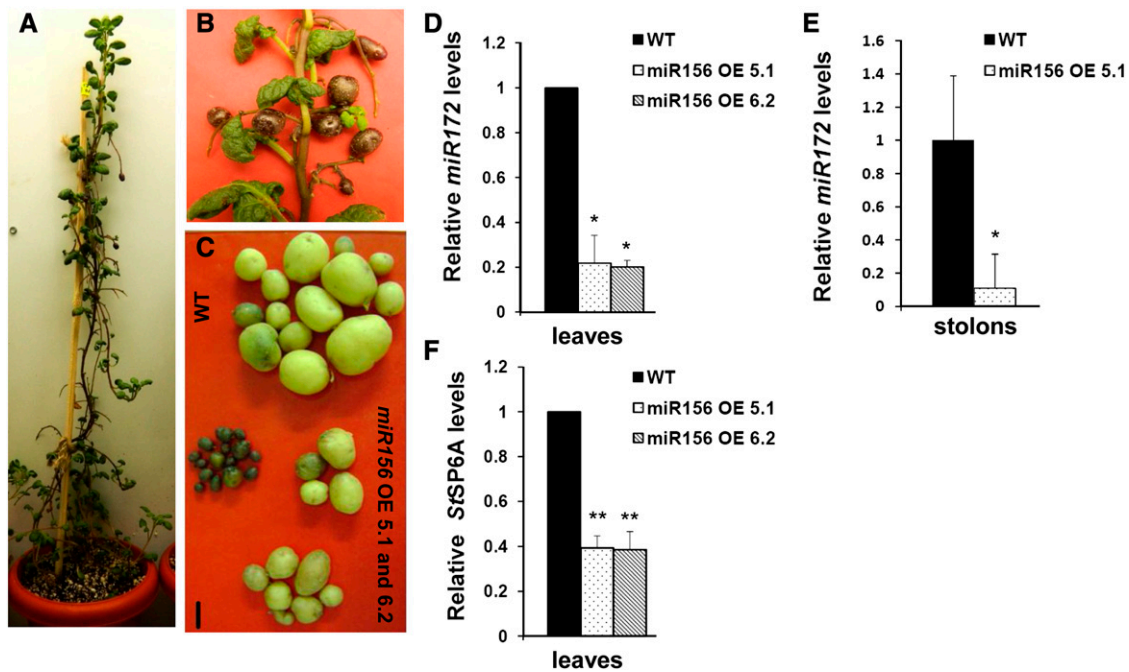 A
B
C
WT
miR156 OE 5.1 and 6.2
D
Relative miR172 levels
1.2
1
0.8
0.6
0.4
0.2
0
WT
miR156 OE 5.1
miR156 OE 6.2
*
*
leaves
E
Relative miR172 levels
1.6
1.4
1.2
1
0.8
0.6
0.4
0.2
0
WT
miR156 OE 5.1
*
stolons
F
Relative StSP6A levels
1.2
1
0.8
0.6
0.4
0.2
0
WT
miR156 OE 5.1
miR156 OE 6.2
**
**
leaves